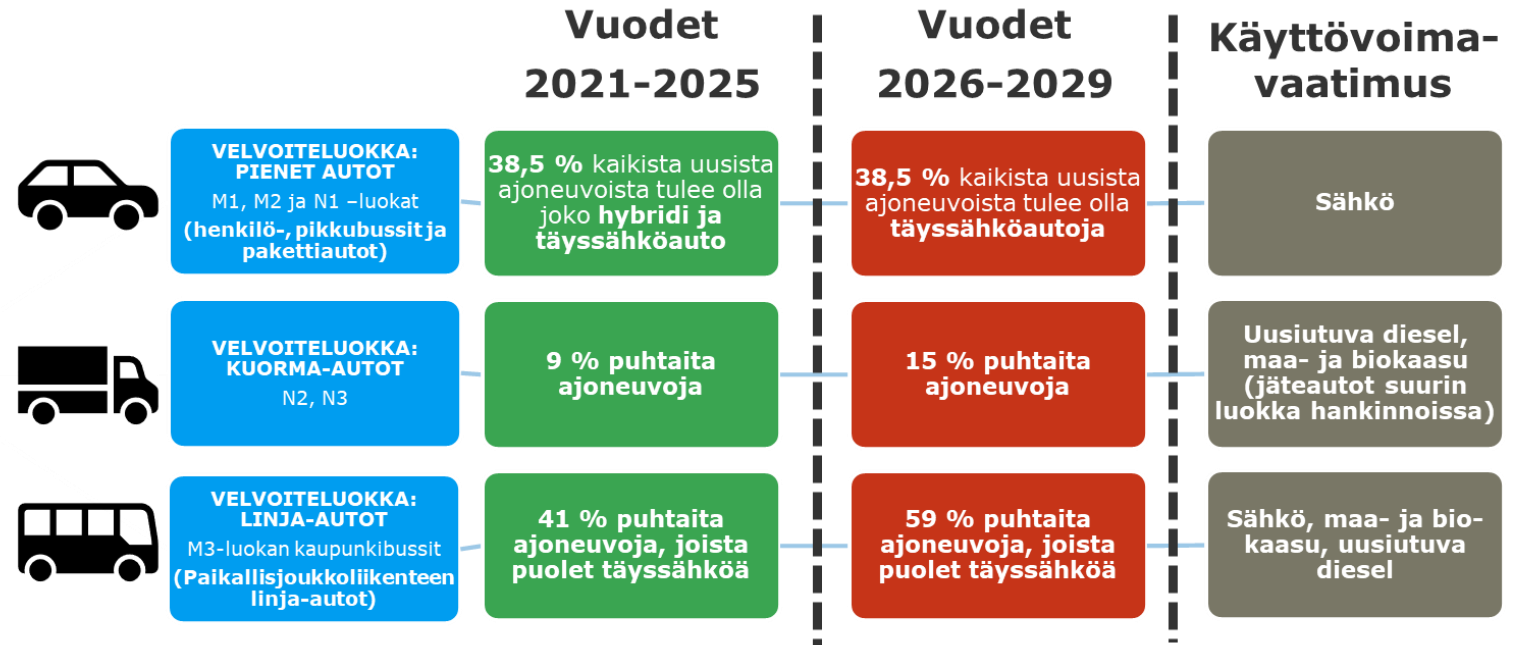 Vuodet
2021–2025
Vuodet
2026–2029
Käyttövoima-
vaatimus
VELVOITELUOKKA:
PIENET AUTOT
M1, M2 ja N1 –luokat
(henkilö-, pikkubussit ja
pakettiautot)
38,5 % kaikista uusista
ajoneuvoista tulee olla
joko hybridi ja
täyssähköauto
38,5 % kaikista uusista
ajoneuvoista tulee olla
täyssähköautoja
Sähkö
VELVOITELUOKKA:
KUORMA-AUTOT
N2, N3
9 % puhtaita
ajoneuvoja
15 % puhtaita
ajoneuvoja
Uusiutuva diesel,
maa- ja biokaasu
(jäteautot suurin
luokka hankinnoissa)
VELVOITELUOKKA:
LINJA-AUTOT
M3-luokan kaupunkibussit
(Paikallisjoukkoliikenteen
linja-autot)
41 % puhtaita
ajoneuvoja, joista
puolet täyssähköä
59 % puhtaita
ajoneuvoja, joista
puolet täyssähköä
Sähkö, maa- ja bio-
kaasu, uusiutuva
diesel